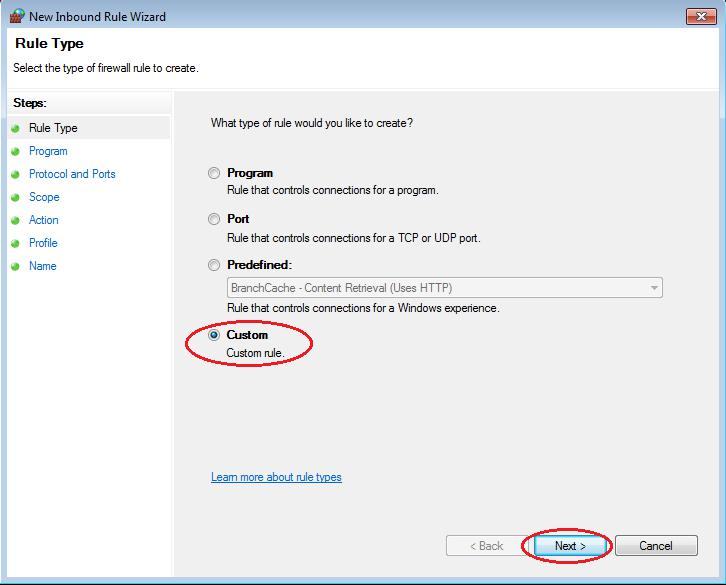 New Inbound Rule Wizard
Rule Type
Select the type of firewall rule to create.
Steps:
Rule Type
Program
Protocol and Ports
Scope
Action
Profile
Name
What type of rule would you like to create?
Program
Rule that controls connections for a program.
Port
Rule that controls connections for a TCP or UDP port.
Predefined:
BranchCache - Content Retrieval (Uses HTTP)
Rule that controls connections for a Windows experience.
Custom
Custom rule.
Learn more about rule types
< Back
Next >
Cancel